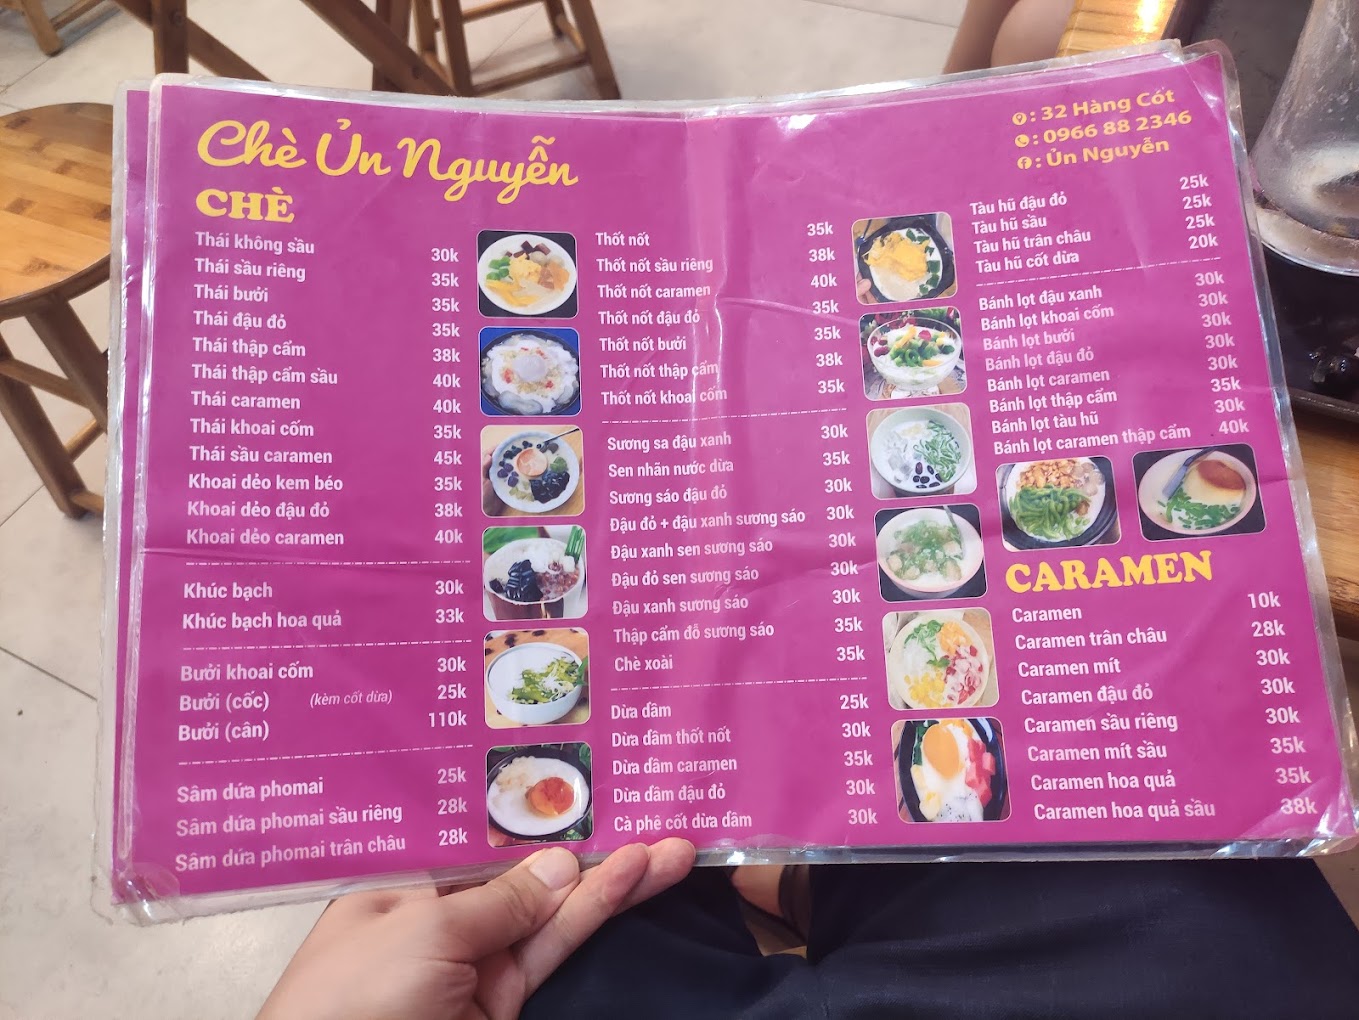 Chè Ủn Nguyễn
CHÈ
Thái không sầu 30k
Thái sầu riêng 35k
Thái bưởi 35k
Thái đậu đỏ 35k
Thái thập cẩm 38k
Thái thập cẩm sầu 40k
Thái caramen 40k
Thái khoai cốm 35k
Thái sầu caramen 45k
Khoai dẻo kem béo 35k
Khoai dẻo đậu đỏ 38k
Khoai dẻo caramen 40k
Khúc bạch 30k
Khúc bạch hoa quả 33k
Bưởi khoai cốm 30k
Bưởi (cốc) (kèm cốt dừa) 25k
Bưởi (cân) 110k
Sâm dứa phomai 25k
Sâm dứa phomai sầu riêng 28k
Sâm dứa phomai trân châu 28k
Thốt nốt 35k
Thốt nốt sầu riêng 38k
Thốt nốt caramen 40k
Thốt nốt đậu đỏ 35k
Thốt nốt bưởi 35k
Thốt nốt thập cẩm 38k
Thốt nốt khoai cốm 35k
Sương sa đậu xanh 30k
Sen nhãn nước dừa 35k
Sương sáo đậu đỏ 30k
Đậu đỏ + đậu xanh sương sáo 30k
Đậu xanh sen sương sáo 30k
Đậu đỏ sen sương sáo 30k
Đậu xanh sương sáo 30k
Thập cẩm đỗ sương sáo 35k
Chè xoài 35k
Dừa dầm 25k
Dừa dầm thốt nốt 30k
Dừa dầm caramen 35k
Dừa dầm đậu đỏ 30k
Cà phê cốt dừa dầm 30k
: 32 Hàng Cót
: 0966 88 2346
: Ủn Nguyễn
Tàu hũ đậu đỏ 25k
Tàu hũ sầu 25k
Tàu hũ trân châu 25k
Tàu hũ cốt dừa 20k
Bánh lọt đậu xanh 30k
Bánh lọt khoai cốm 30k
Bánh lọt bưởi 30k
Bánh lọt đậu đỏ 30k
Bánh lọt caramen 30k
Bánh lọt thập cẩm 35k
Bánh lọt tàu hũ 30k
Bánh lọt caramen thập cẩm 40k
CARAMEN
Caramen 10k
Caramen trân châu 28k
Caramen mít 30k
Caramen đậu đỏ 30k
Caramen sầu riêng 30k
Caramen mít sầu 35k
Caramen hoa quả 35k
Caramen hoa quả sầu 38k